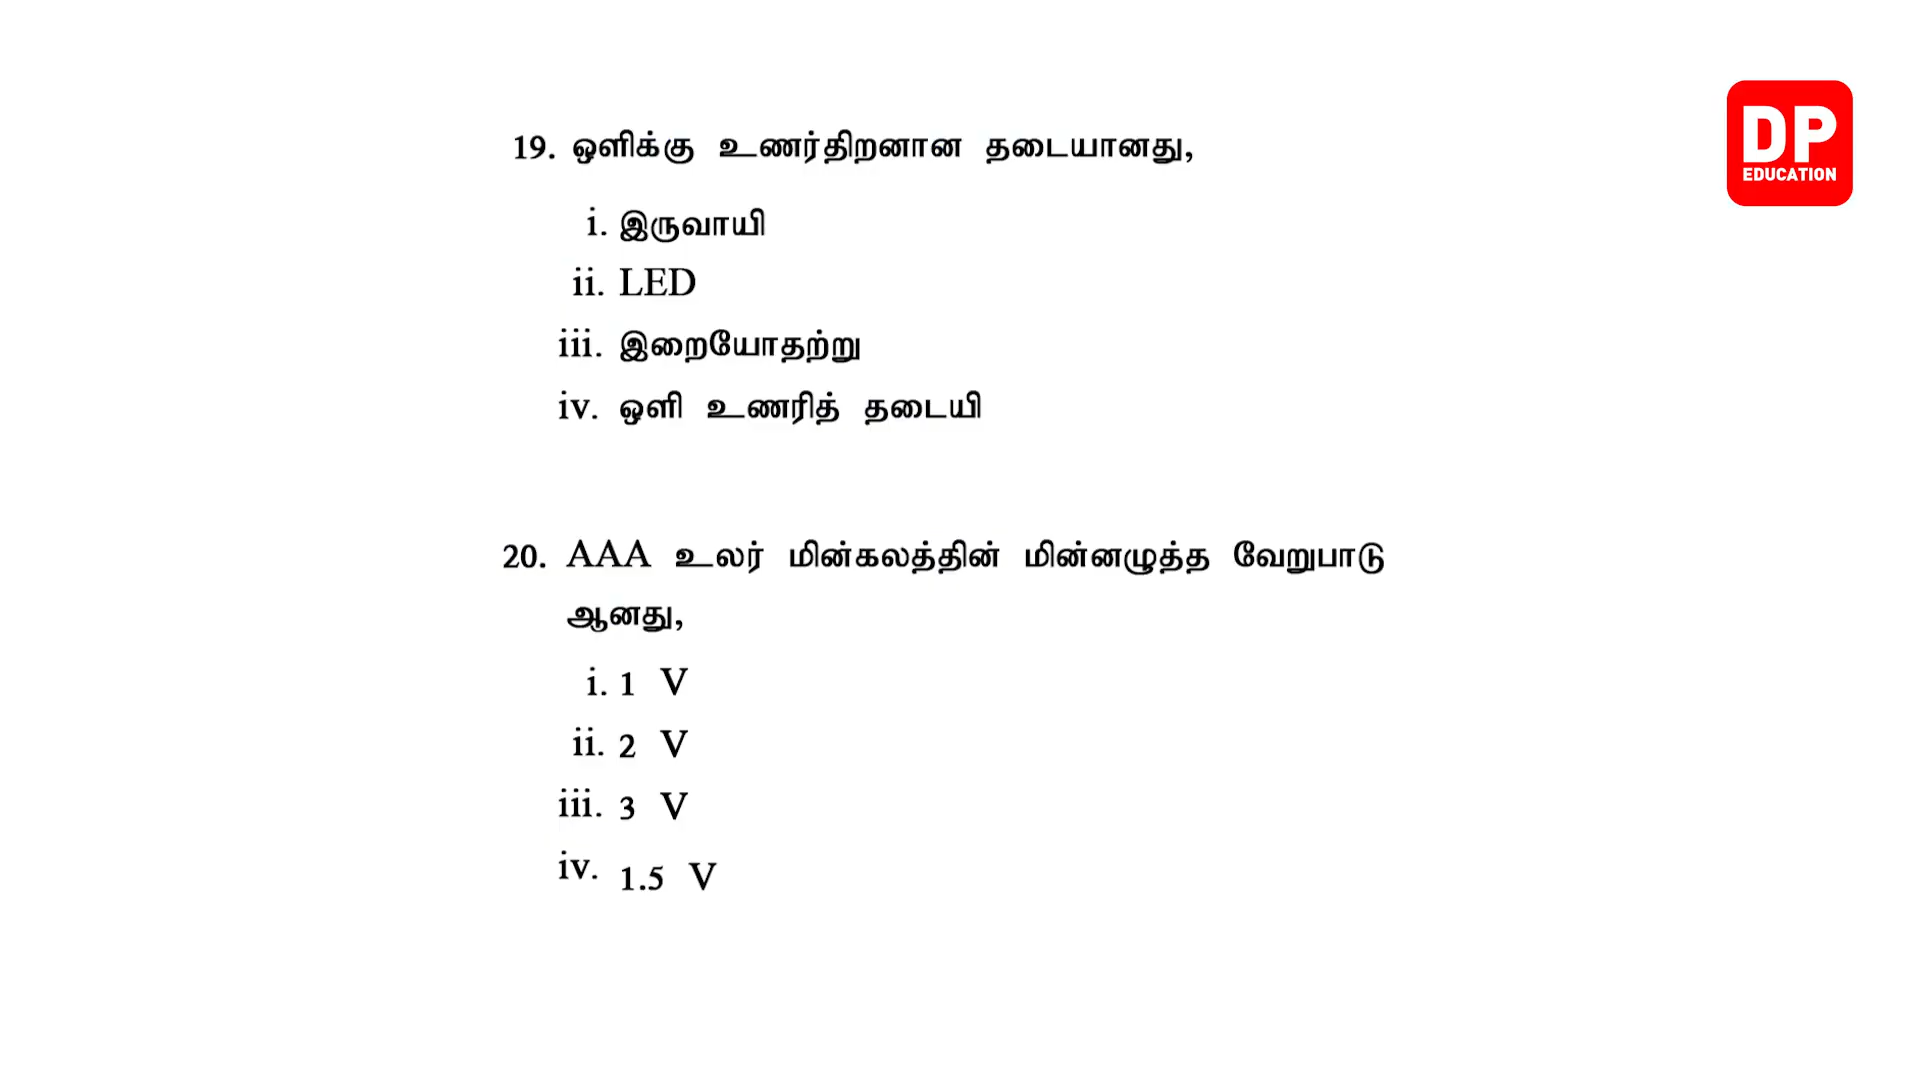 DP
EDUCATION
19. ஒளிக்கு உணர்திறனான தடையானது,
i. இருவாயி
ii. LED
iii. இறையோதற்று
iv. ஒளி உணரித் தடையி
20. AAA உலர் மின்கலத்தின் மின்னழுத்த வேறுபாடு
ஆனது,
i. 1 V
ii. 2 V
iii. 3 V
iv. 1.5 V